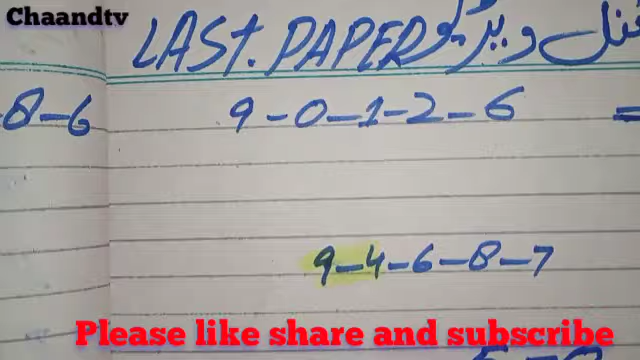 Chaandtv
LAST. PAPER
8-6 9-0-1-2-6 =
9-4-6-8-7
Please like share and subscribe